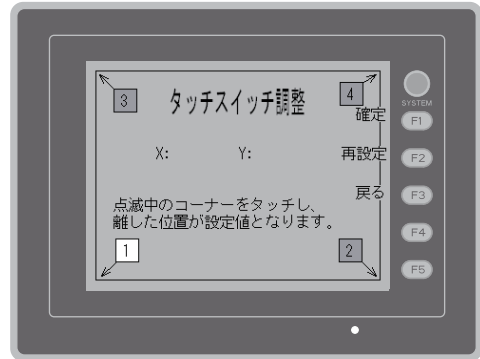 3
タッチスイッチ調整
4
SYSTEM
確定
F1
X:
Y:
再設定
F2
戻る
F3
点滅中のコーナーをタッチし、
離した位置が設定値となります。
F4
1
2
F5